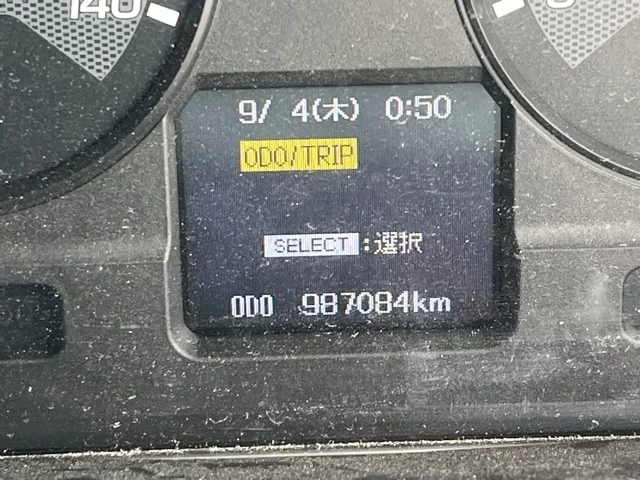 140
9/ 4(木) 0:50
ODO/TRIP
SELECT :選択
ODO 987084km